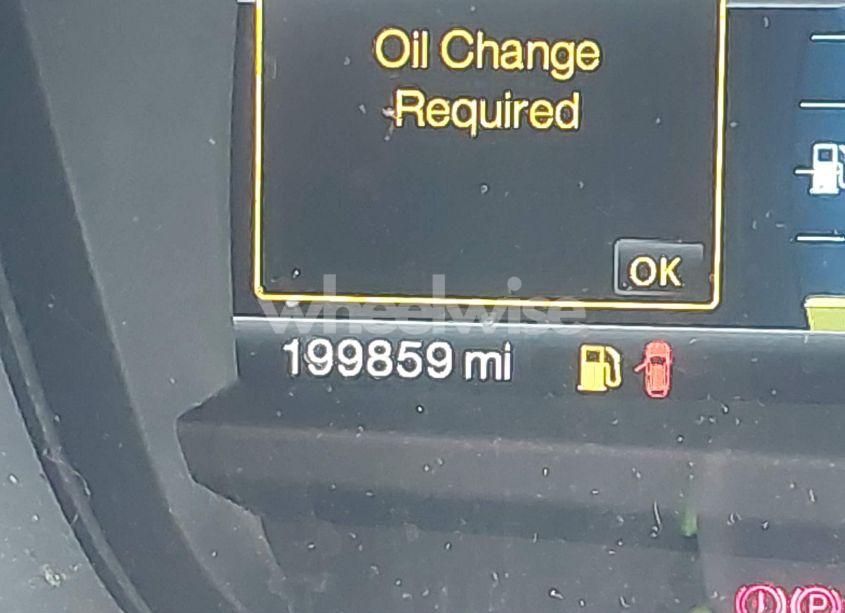 Oil Change
Required
OK
wheelwise
199859 mi
P